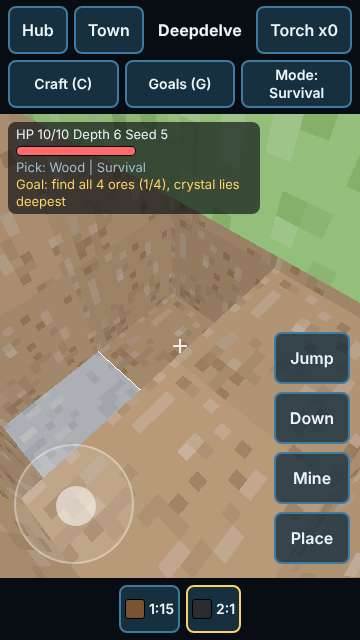 Hub Town Deepdelve Torch x0
Craft (C) Goals (G) Mode:
Survival
HP 10/10 Depth 6 Seed 5
Pick: Wood | Survival
Goal: find all 4 ores (1/4), crystal lies
deepest
Jump
Down
Mine
Place
1:15 2:1